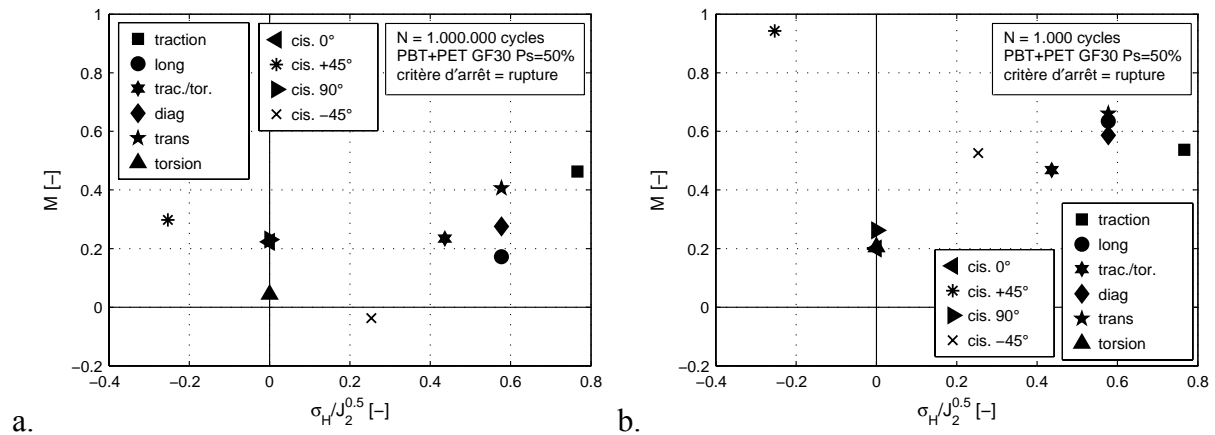 1
0.8
0.6
0.4
0.2
0
−0.2
M [−]
−0.4
−0.2
0
0.2
0.4
0.6
0.8
σ_H/J_2^0.5 [−]
traction
long
trac./tor.
diag
trans
torsion
cis. 0°
cis. +45°
cis. 90°
cis. −45°
N = 1.000.000 cycles
PBT+PET GF30 Ps=50%
critère d'arrêt = rupture
a.
1
0.8
0.6
0.4
0.2
0
−0.2
M [−]
−0.4
−0.2
0
0.2
0.4
0.6
0.8
σ_H/J_2^0.5 [−]
N = 1.000 cycles
PBT+PET GF30 Ps=50%
critère d'arrêt = rupture
cis. 0°
cis. +45°
cis. 90°
cis. −45°
traction
long
trac./tor.
diag
trans
torsion
b.